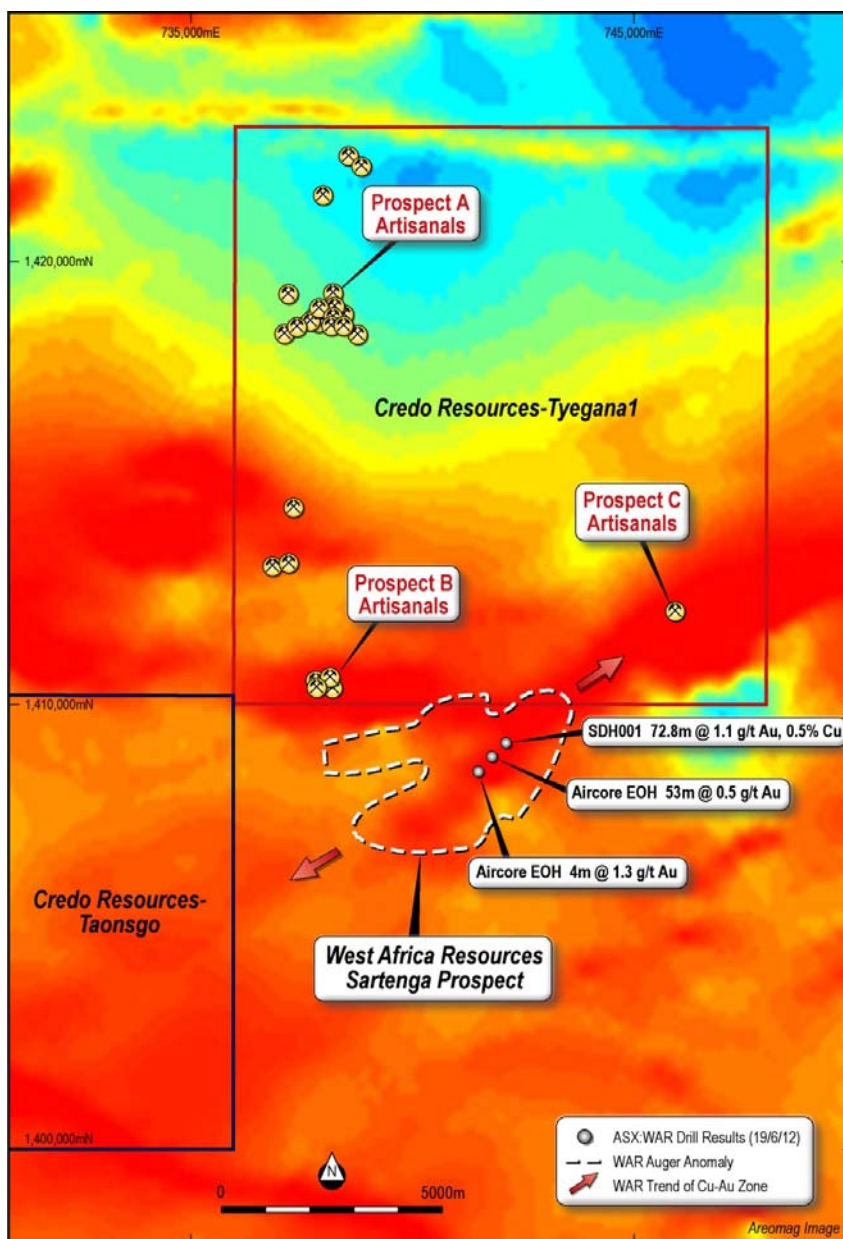 735,000mE
745,000mE
Prospect A
Artisanals
1,420,000mN
Credo Resources-Tyegana1
Prospect C
Artisanals
Prospect B
Artisanals
1,410,000mN
SDH001 72.8m @ 1.1 g/t Au, 0.5% Cu
Aircore EOH 53m @ 0.5 g/t Au
Aircore EOH 4m @ 1.3 g/t Au
Credo Resources-
Taonsgo
West Africa Resources
Sartenga Prospect
1,400,000mN
N
0
5000m
ASX:WAR Drill Results (19/6/12)
WAR Auger Anomaly
WAR Trend of Cu-Au Zone
Areomag Image